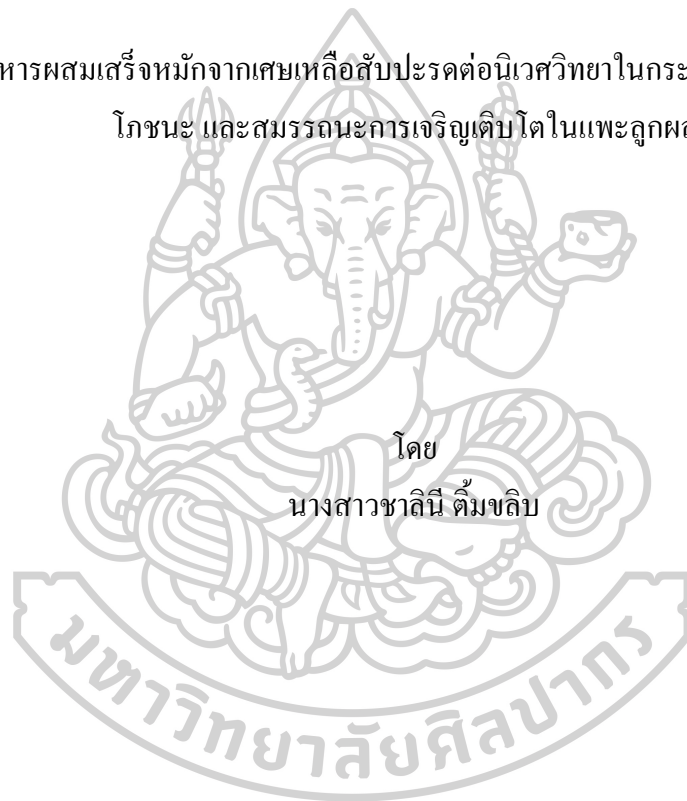 หารผสมเสร็จหมักจากเศษเหลือสับปะรดต่อนิเวศวิทยาในกระ
โภชนะ และสมรรถนะการเจริญเติบโตในแพะลูกผส
โดย
นางสาวชาลินี ติ้มขลิบ
มหาวิทยาลัยศิลปากร